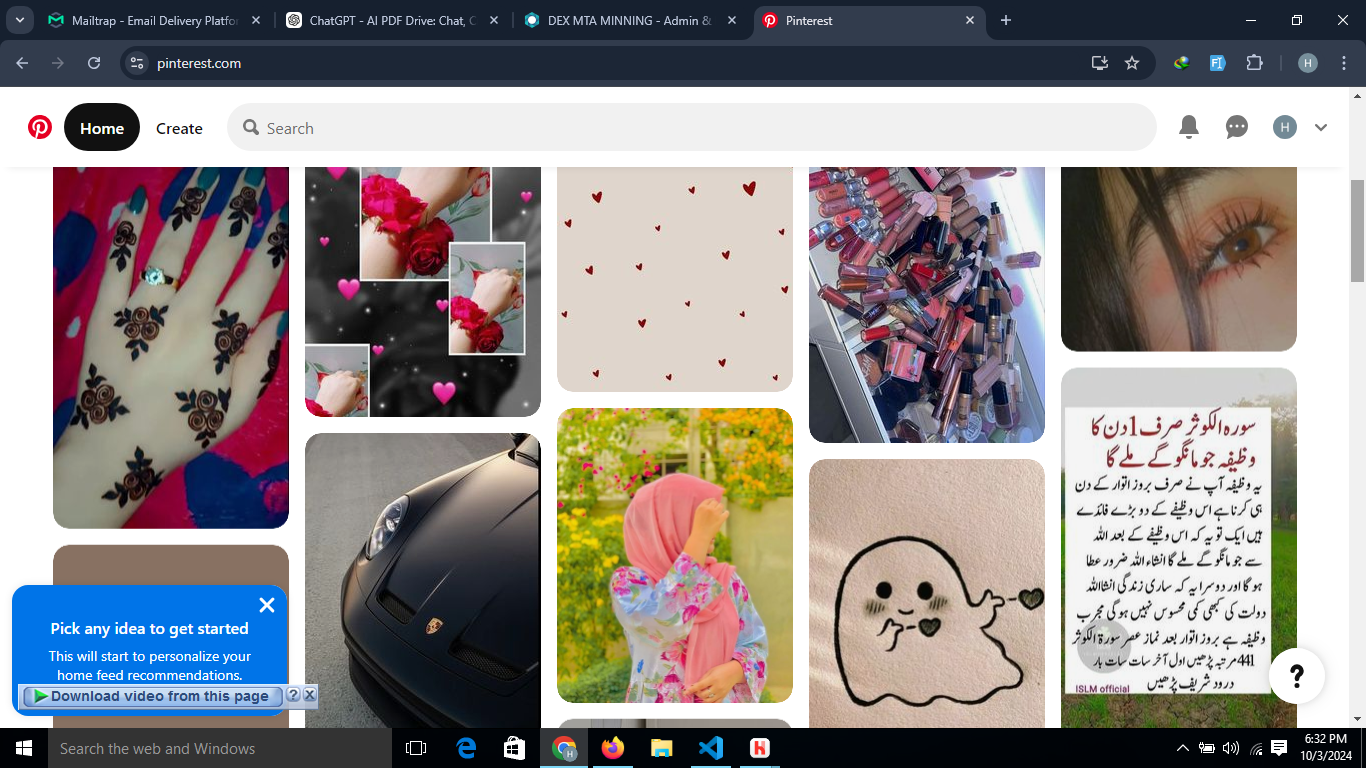 Mailtrap - Email Delivery Platfo
ChatGPT - AI PDF Drive: Chat, C
DEX MTA MINNING - Admin &
Pinterest
pinterest.com
H
Home
Create
Search
H
سورہ الکوثر صرف 1 دن کا
وظیفہ جو مانگو گے ملے گا
یہ وظیفہ آپ نے صرف بروز اتوار کے دن
ہی کرنا ہے اس وظیفے کے دو بڑے فائدے
ہیں ایک تو یہ کہ اس وظیفے کے بعد اللہ
سے جو مانگو گے ملے گا انشاء اللہ ضرور عطا
ہو گا اور دوسرا یہ کہ ساری زندگی انشااللہ
دولت کی کبھی کمی محسوس نہیں ہوگی مجرب
وظیفہ ہے بروز اتوار بعد نماز عصر سورۃ الکوثر
441 مرتبہ پڑھیں اول آخر سات سات بار
درود شریف پڑھیں
ISLM official
Pick any idea to get started
This will start to personalize your
home feed recommendations.
Download video from this page
?
?
Search the web and Windows
6:32 PM
10/3/2024